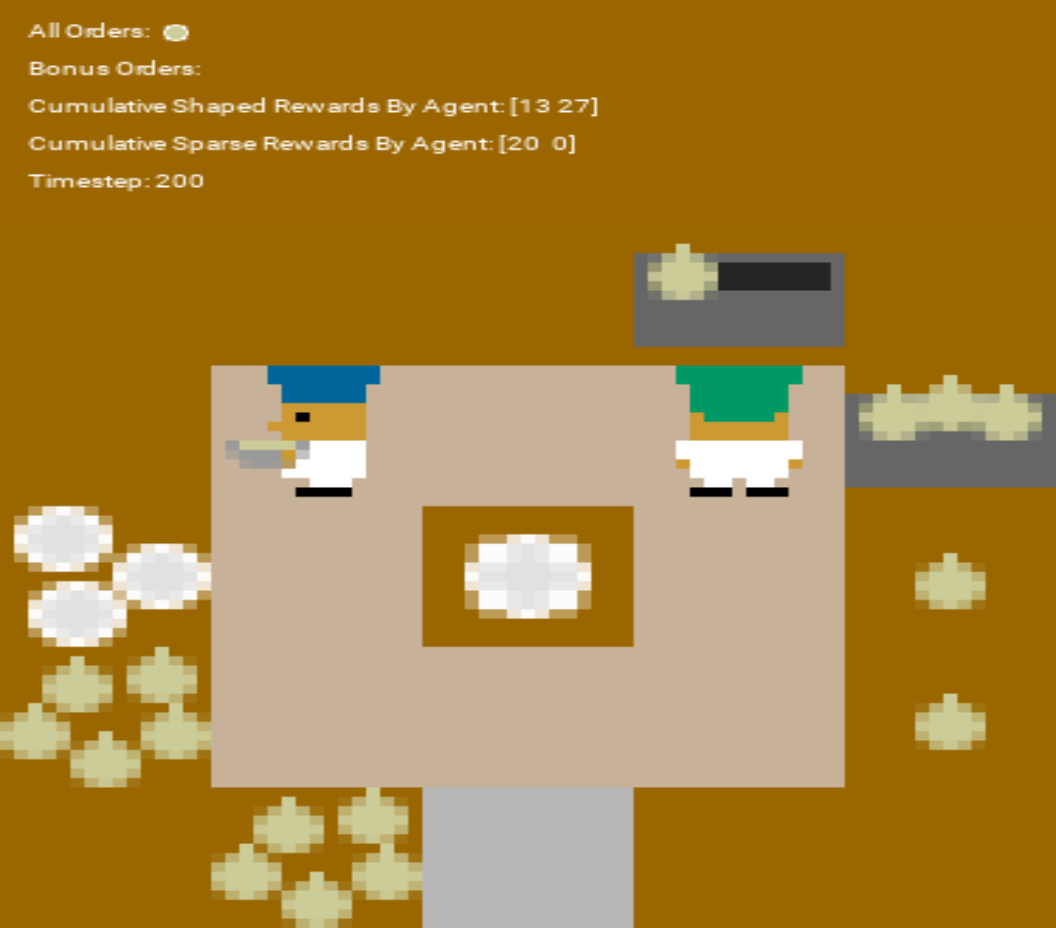 All Orders:
Bonus Orders:
Cumulative Shaped Rewards By Agent: [13 27]
Cumulative Sparse Rewards By Agent: [20  0]
Timestep: 200